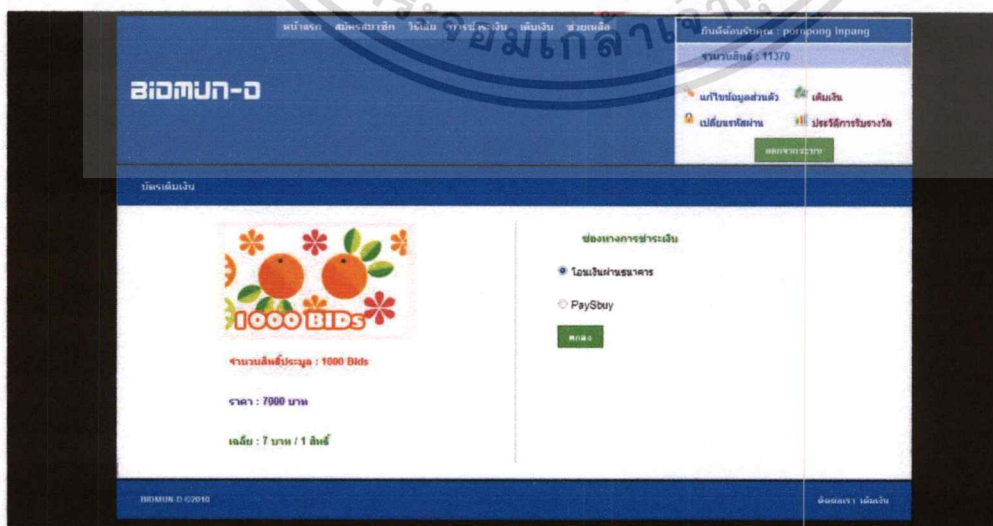 หน้าแรก สมัครสมาชิก วิธีเล่น การชำระเงิน เติมเงิน ช่วยเหลือ
ยินดีต้อนรับคุณ : pornpong Inpang
จำนวนสิทธิ์ : 11370
BIDMUN-D
แก้ไขข้อมูลส่วนตัว เติมเงิน
เปลี่ยนรหัสผ่าน ประวัติการรับรางวัล
ออกจากระบบ
บัตรเติมเงิน
1000 BIDs
จำนวนสิทธิ์ประมูล : 1000 Bids
ราคา : 7000 บาท
เฉลี่ย : 7 บาท / 1 สิทธิ์
ช่องทางการชำระเงิน
โอนเงินผ่านธนาคาร
PaySbuy
ตกลง
BIDMUN-D ©2010
ติดต่อเรา เติมเงิน